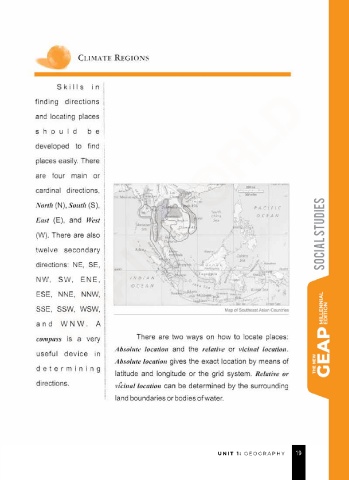 CLIMATE REGIONS
Skills in
finding directions
and locating places
should be
developed to find
places easily. There
are four main or
cardinal directions.
North (N), South (S),
East (E), and West
(W). There are also
twelve secondary
directions: NE, SE,
NW, SW, ENE,
ESE, NNE, NNW,
SSE, SSW, WSW,
and WNW. A
compass is a very
useful device in
determining
directions.
PACIFIC
OCEAN
INDIAN
OCEAN
Map of Southeast Asian Countries
There are two ways on how to locate places:
Absolute location and the relative or vicinal location.
Absolute location gives the exact location by means of
latitude and longitude or the grid system. Relative or
vicinal location can be determined by the surrounding
land boundaries or bodies of water.
SOCIAL STUDIES
THE NEW
GEAP
MILLENNIAL
EDITION
UNIT 1: GEOGRAPHY
19